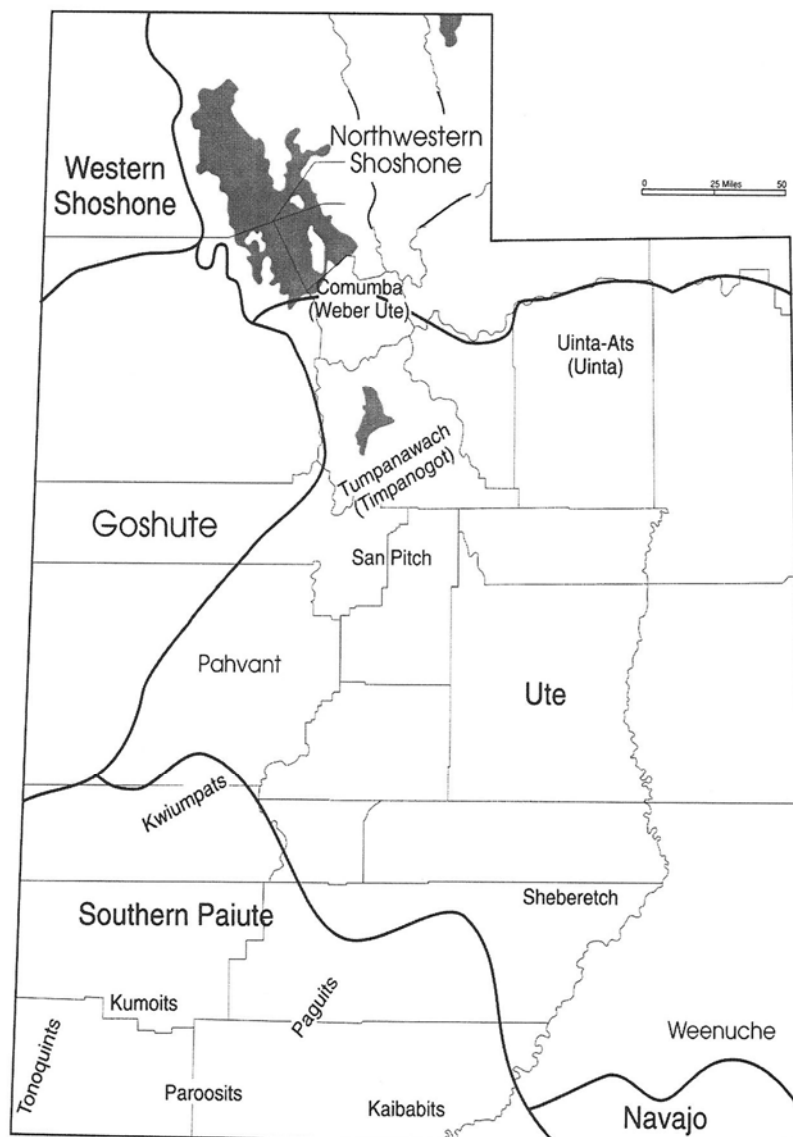 Northwestern
Shoshone
Western
Shoshone
0 25 Miles 50
Comumba
(Weber Ute)
Uinta-Ats
(Uinta)
Tumpanawach
(Timpanogot)
Goshute
San Pitch
Pahvant
Ute
Kwiumpats
Sheberetch
Southern Paiute
Kumoits
Paguits
Tonoquints
Weenuche
Paroosits
Kaibabits
Navajo